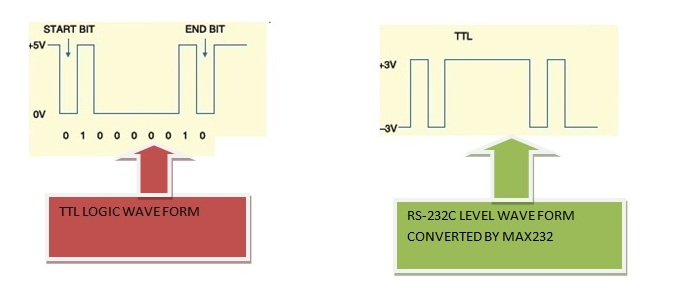 START BIT END BIT
+5V
0V
0 1 0 0 0 0 0 1 0
TTL LOGIC WAVE FORM
TTL
+3V
−3V
RS-232C LEVEL WAVE FORM
CONVERTED BY MAX232